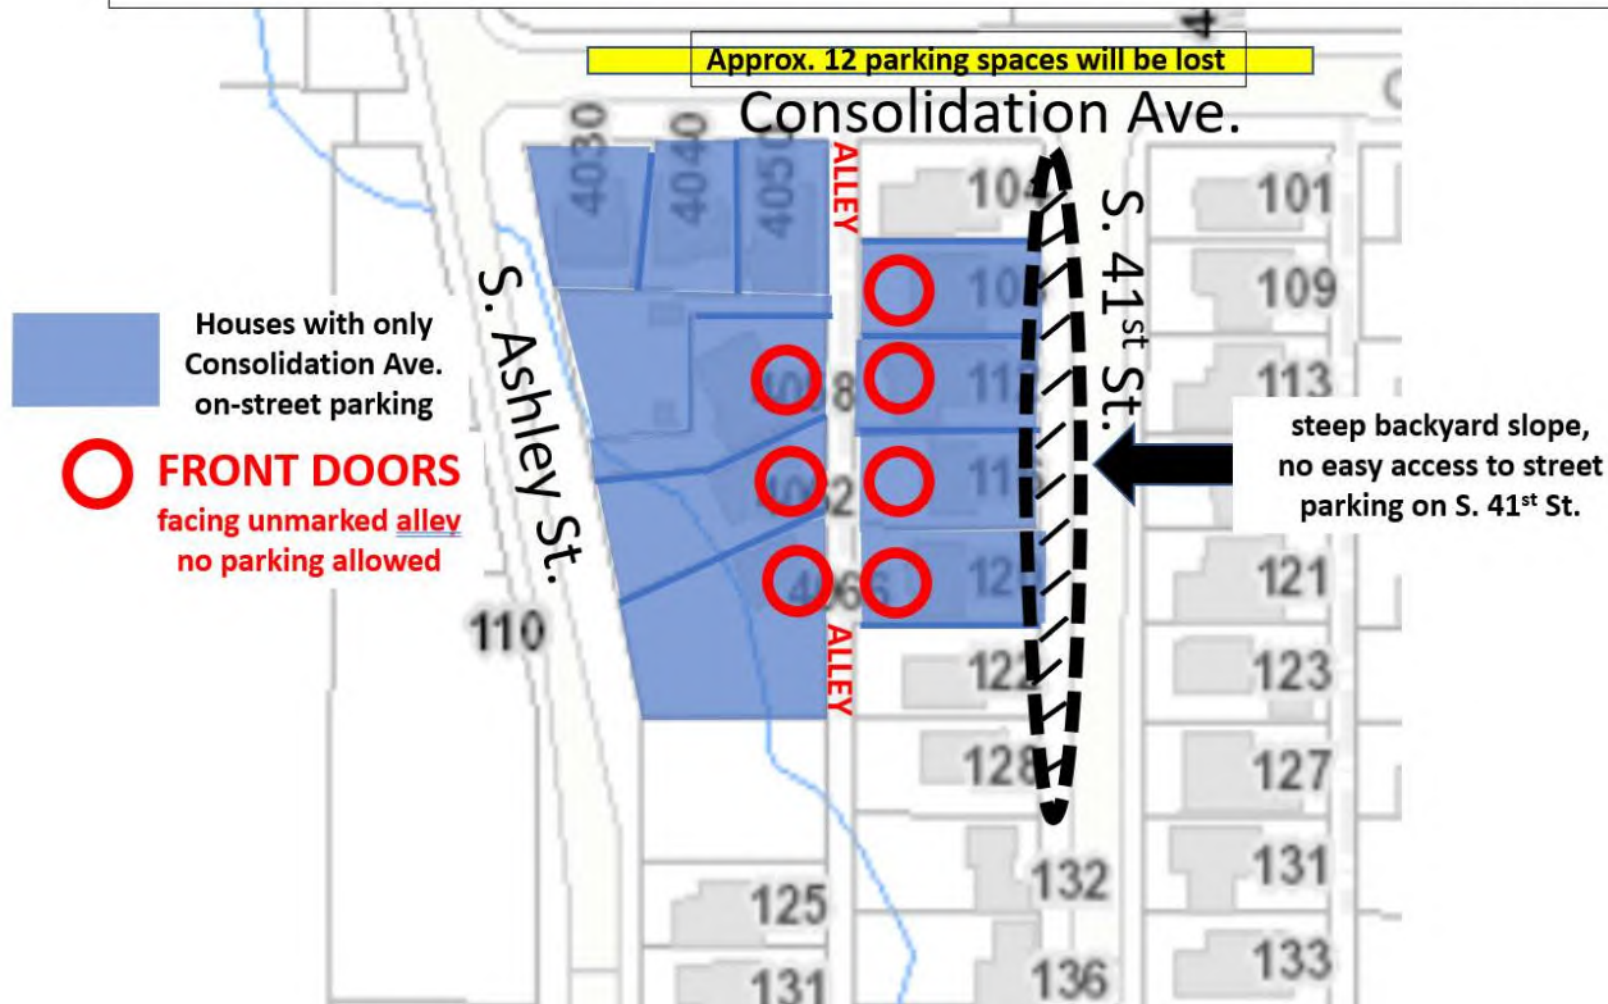 Approx. 12 parking spaces will be lost
Consolidation Ave.
4030
4040
4050
ALLEY
104
101
S. 41st St.
109
Houses with only
Consolidation Ave.
on-street parking
S. Ashley St.
113
steep backyard slope,
no easy access to street
parking on S. 41st St.
FRONT DOORS
facing unmarked alley
no parking allowed
4066
121
110
ALLEY
122
123
128
127
132
131
125
136
133
131